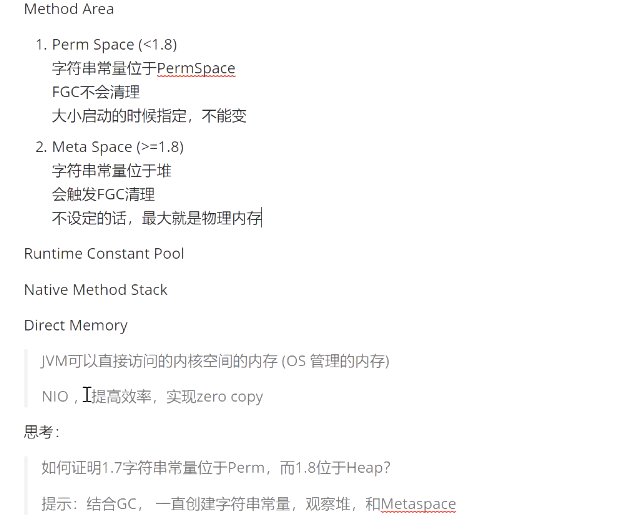 Method Area
1. Perm Space (<1.8)
字符串常量位于PermSpace
FGC不会清理
大小启动的时候指定，不能变
2. Meta Space (>=1.8)
字符串常量位于堆
会触发FGC清理
不设定的话，最大就是物理内存
Runtime Constant Pool
Native Method Stack
Direct Memory
JVM可以直接访问的内核空间的内存 (OS 管理的内存)
NIO ，提高效率，实现zero copy
思考：
如何证明1.7字符串常量位于Perm，而1.8位于Heap？
提示：结合GC， 一直创建字符串常量，观察堆，和Metaspace